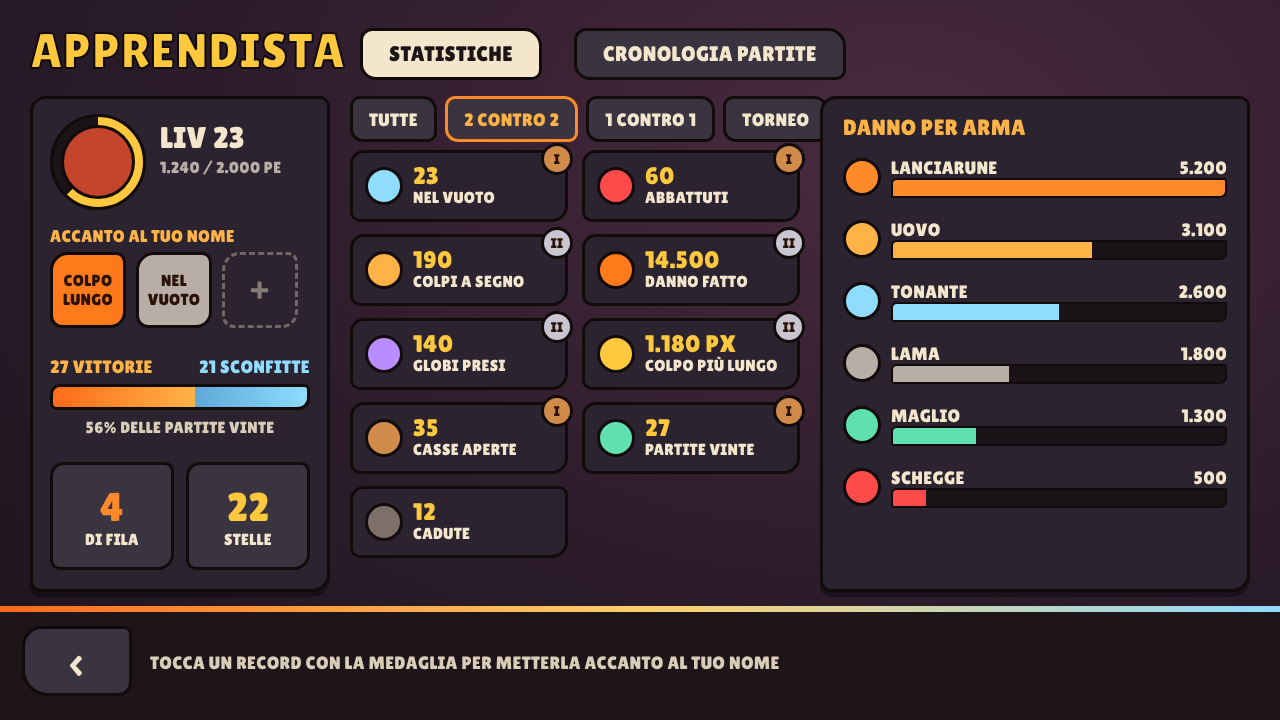 APPRENDISTA
STATISTICHE
CRONOLOGIA PARTITE
LIV 23
1.240 / 2.000 PE
ACCANTO AL TUO NOME
COLPO
LUNGO
NEL
VUOTO
+
27 VITTORIE
21 SCONFITTE
56% DELLE PARTITE VINTE
4
DI FILA
22
STELLE
TUTTE
2 CONTRO 2
1 CONTRO 1
TORNEO
I
23
NEL VUOTO
I
60
ABBATTUTI
II
190
COLPI A SEGNO
II
14.500
DANNO FATTO
II
140
GLOBI PRESI
II
1.180 PX
COLPO PIÙ LUNGO
I
35
CASSE APERTE
I
27
PARTITE VINTE
12
CADUTE
DANNO PER ARMA
LANCIARUNE 5.200
UOVO 3.100
TONANTE 2.600
LAMA 1.800
MAGLIO 1.300
SCHEGGE 500
‹
TOCCA UN RECORD CON LA MEDAGLIA PER METTERLA ACCANTO AL TUO NOME